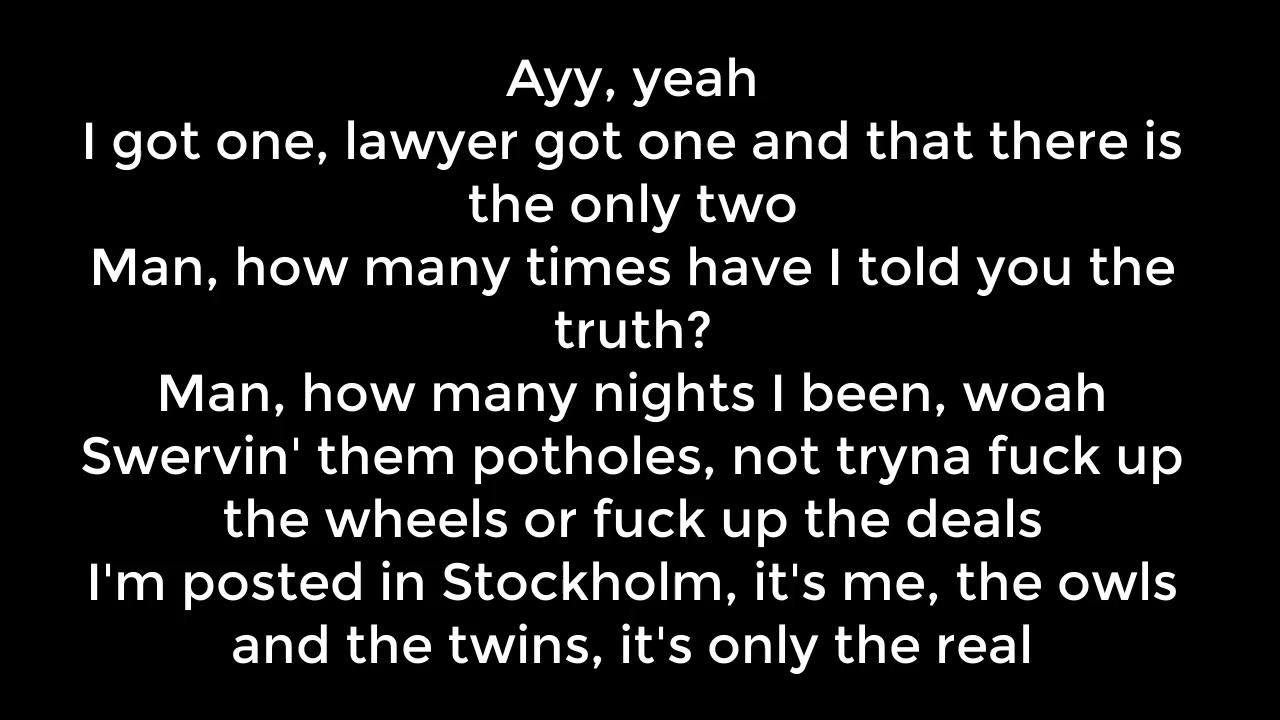 Ayy, yeah
I got one, lawyer got one and that there is
the only two
Man, how many times have I told you the
truth?
Man, how many nights I been, woah
Swervin' them potholes, not tryna fuck up
the wheels or fuck up the deals
I'm posted in Stockholm, it's me, the owls
and the twins, it's only the real